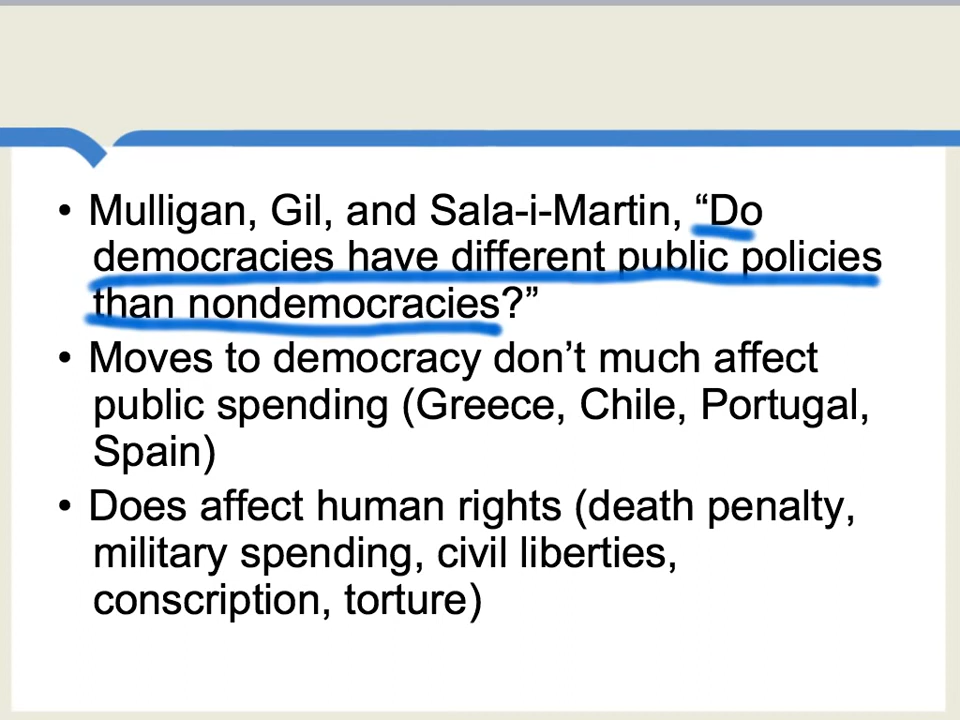 • Mulligan, Gil, and Sala-i-Martin, “Do
democracies have different public policies
than nondemocracies?”
• Moves to democracy don’t much affect
public spending (Greece, Chile, Portugal,
Spain)
• Does affect human rights (death penalty,
military spending, civil liberties,
conscription, torture)